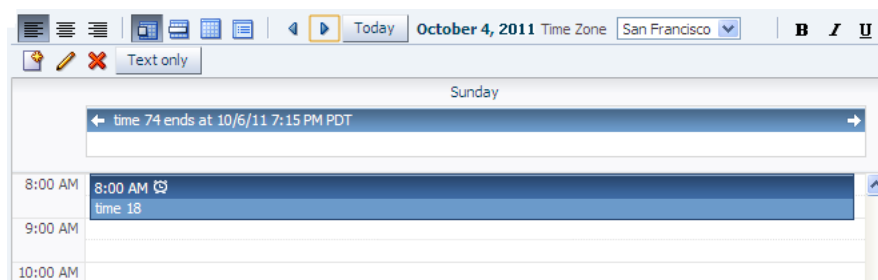 Today October 4, 2011 Time Zone San Francisco B I U
Text only
Sunday
time 74 ends at 10/6/11 7:15 PM PDT
8:00 AM 8:00 AM
time 18
9:00 AM
10:00 AM